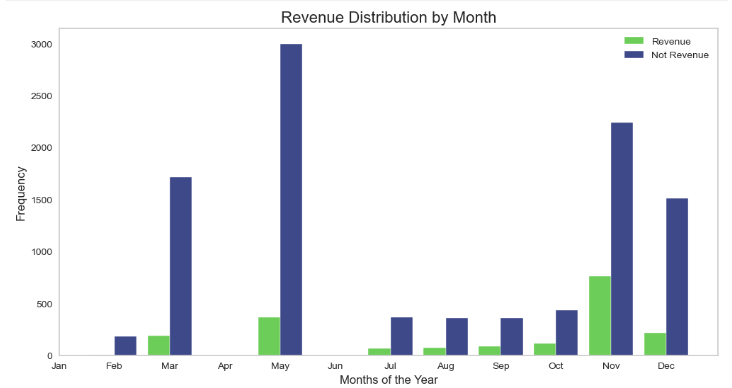 Revenue Distribution by Month
Revenue
Not Revenue
3000
2500
2000
1500
1000
500
0
Frequency
Jan Feb Mar Apr May Jun Jul Aug Sep Oct Nov Dec
Months of the Year